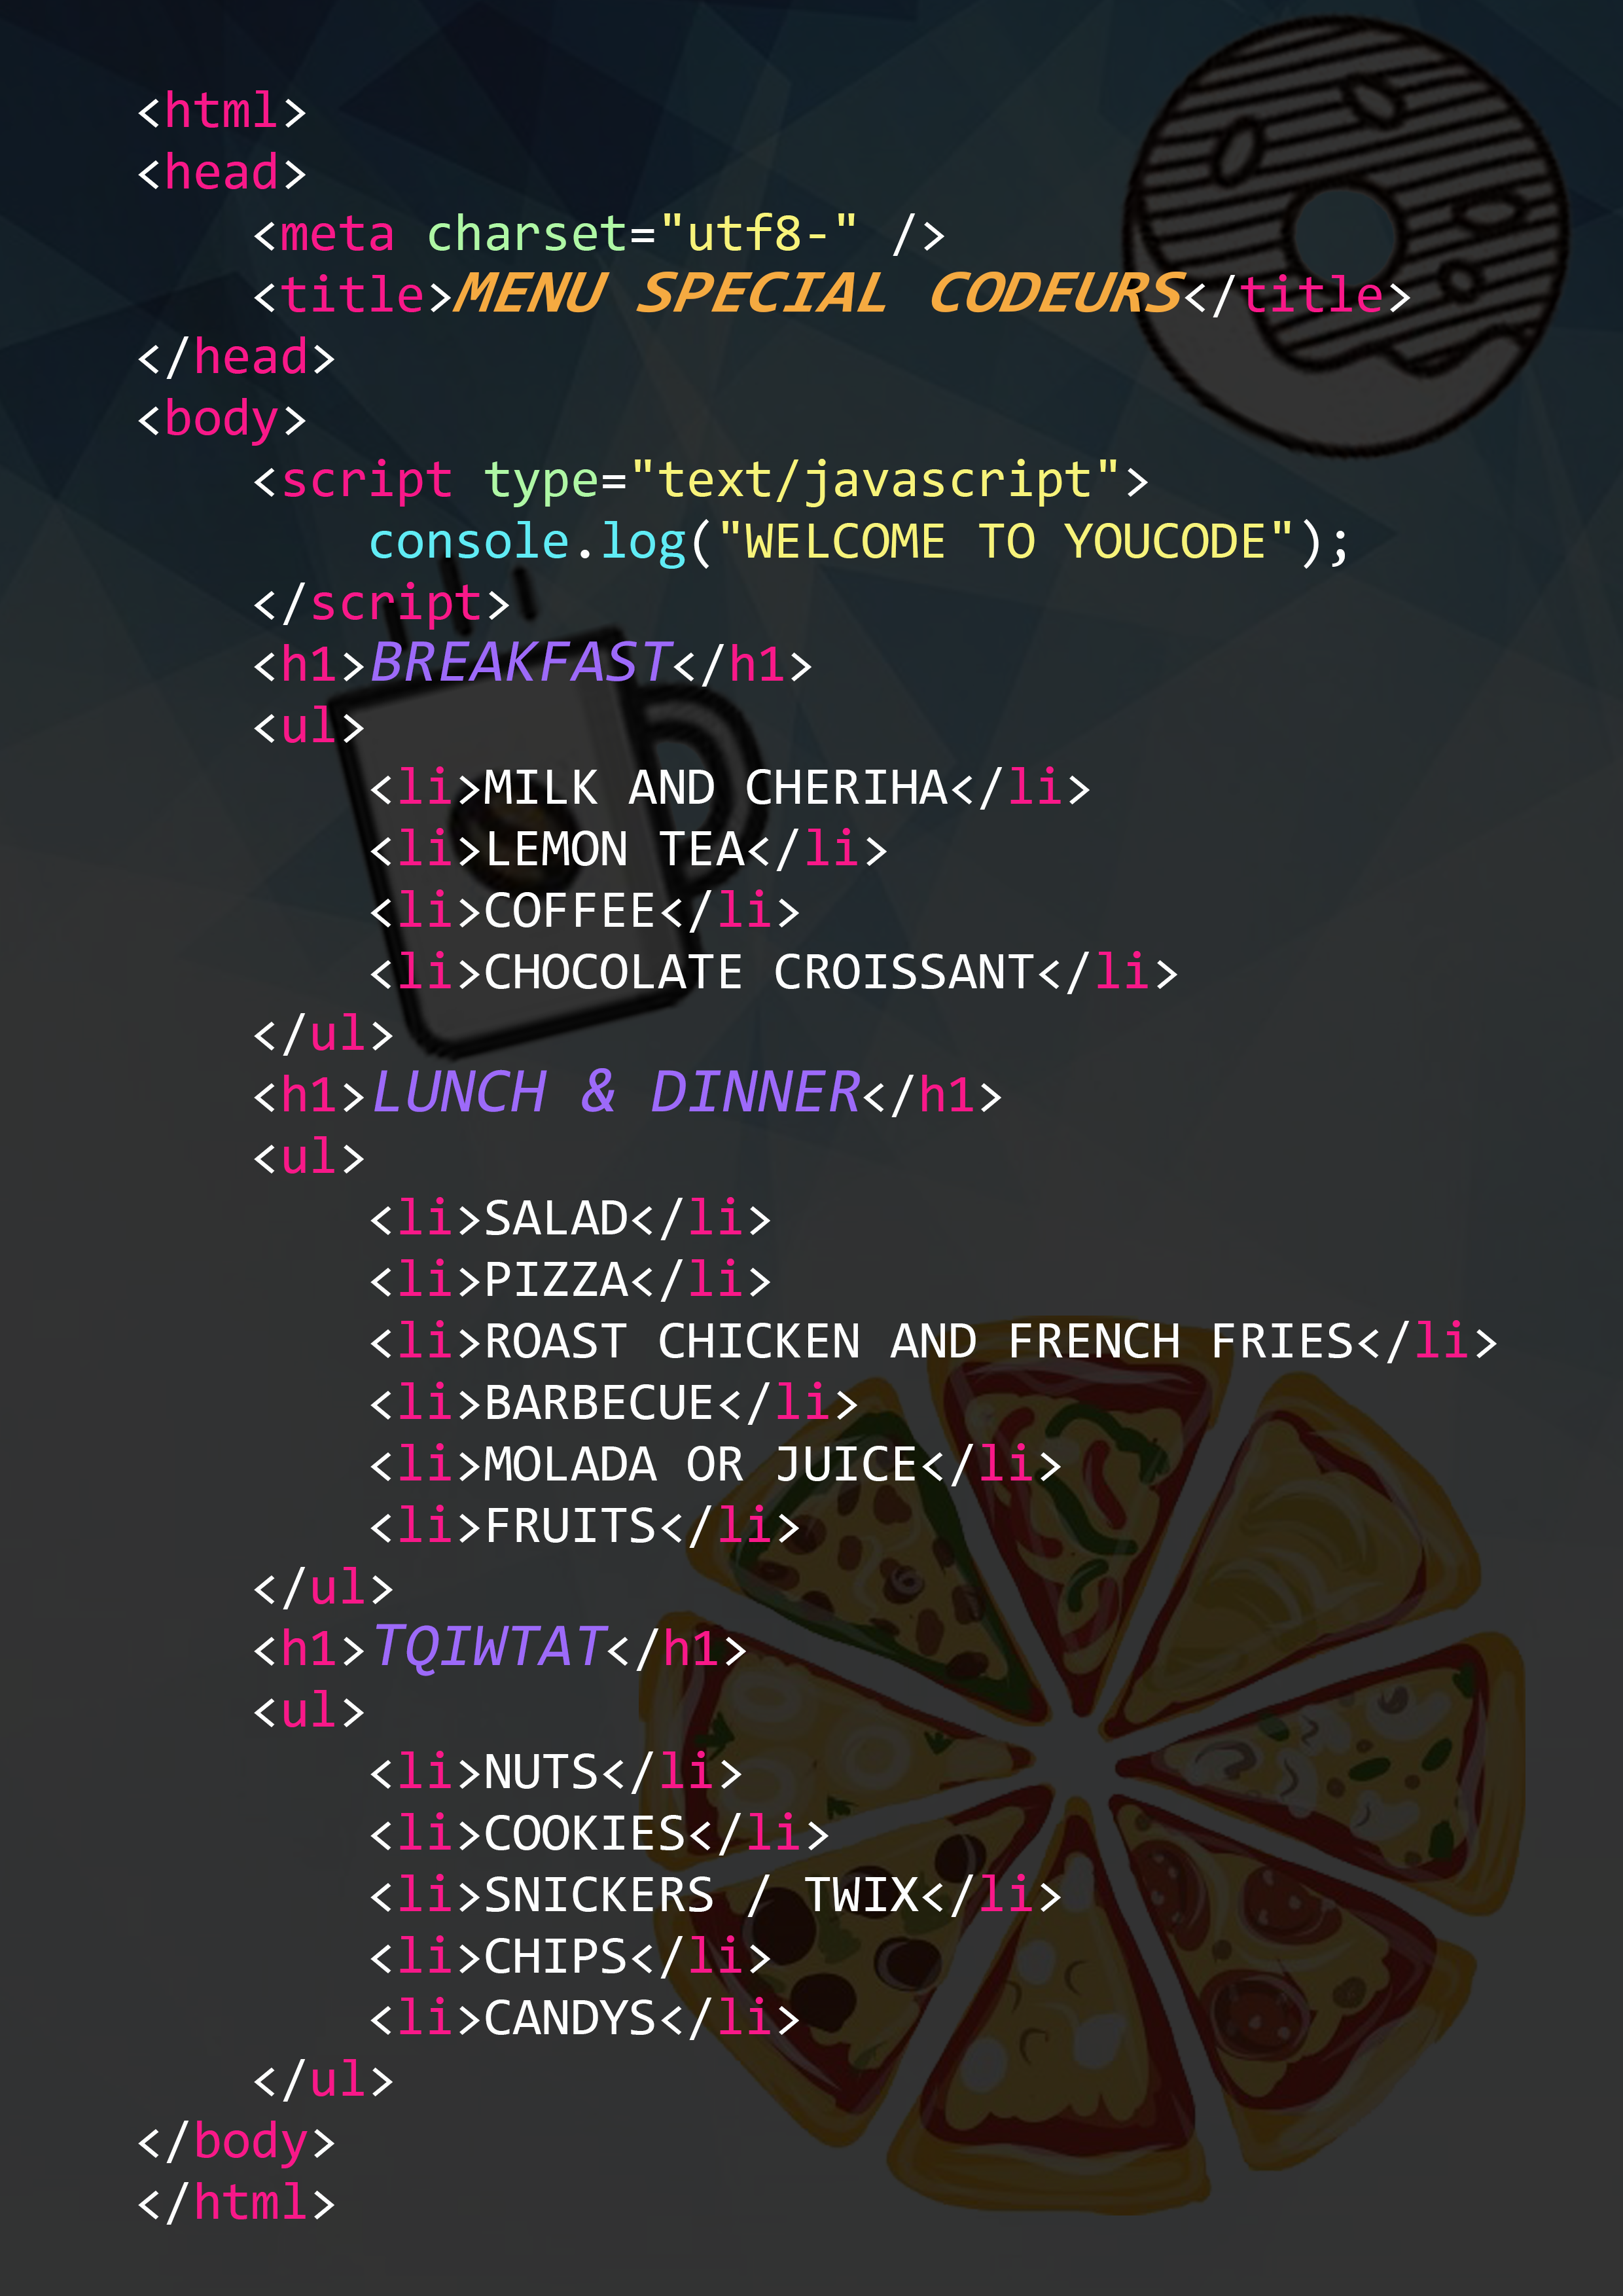 <html>
<head>
<meta charset="utf8-" />
<title>MENU SPECIAL CODEURS</title>
</head>
<body>
<script type="text/javascript">
console.log("WELCOME TO YOUCODE");
</script>
<h1>BREAKFAST</h1>
<ul>
<li>MILK AND CHERIHA</li>
<li>LEMON TEA</li>
<li>COFFEE</li>
<li>CHOCOLATE CROISSANT</li>
</ul>
<h1>LUNCH & DINNER</h1>
<ul>
<li>SALAD</li>
<li>PIZZA</li>
<li>ROAST CHICKEN AND FRENCH FRIES</li>
<li>BARBECUE</li>
<li>MOLADA OR JUICE</li>
<li>FRUITS</li>
</ul>
<h1>TQIWTAT</h1>
<ul>
<li>NUTS</li>
<li>COOKIES</li>
<li>SNICKERS / TWIX</li>
<li>CHIPS</li>
<li>CANDYS</li>
</ul>
</body>
</html>